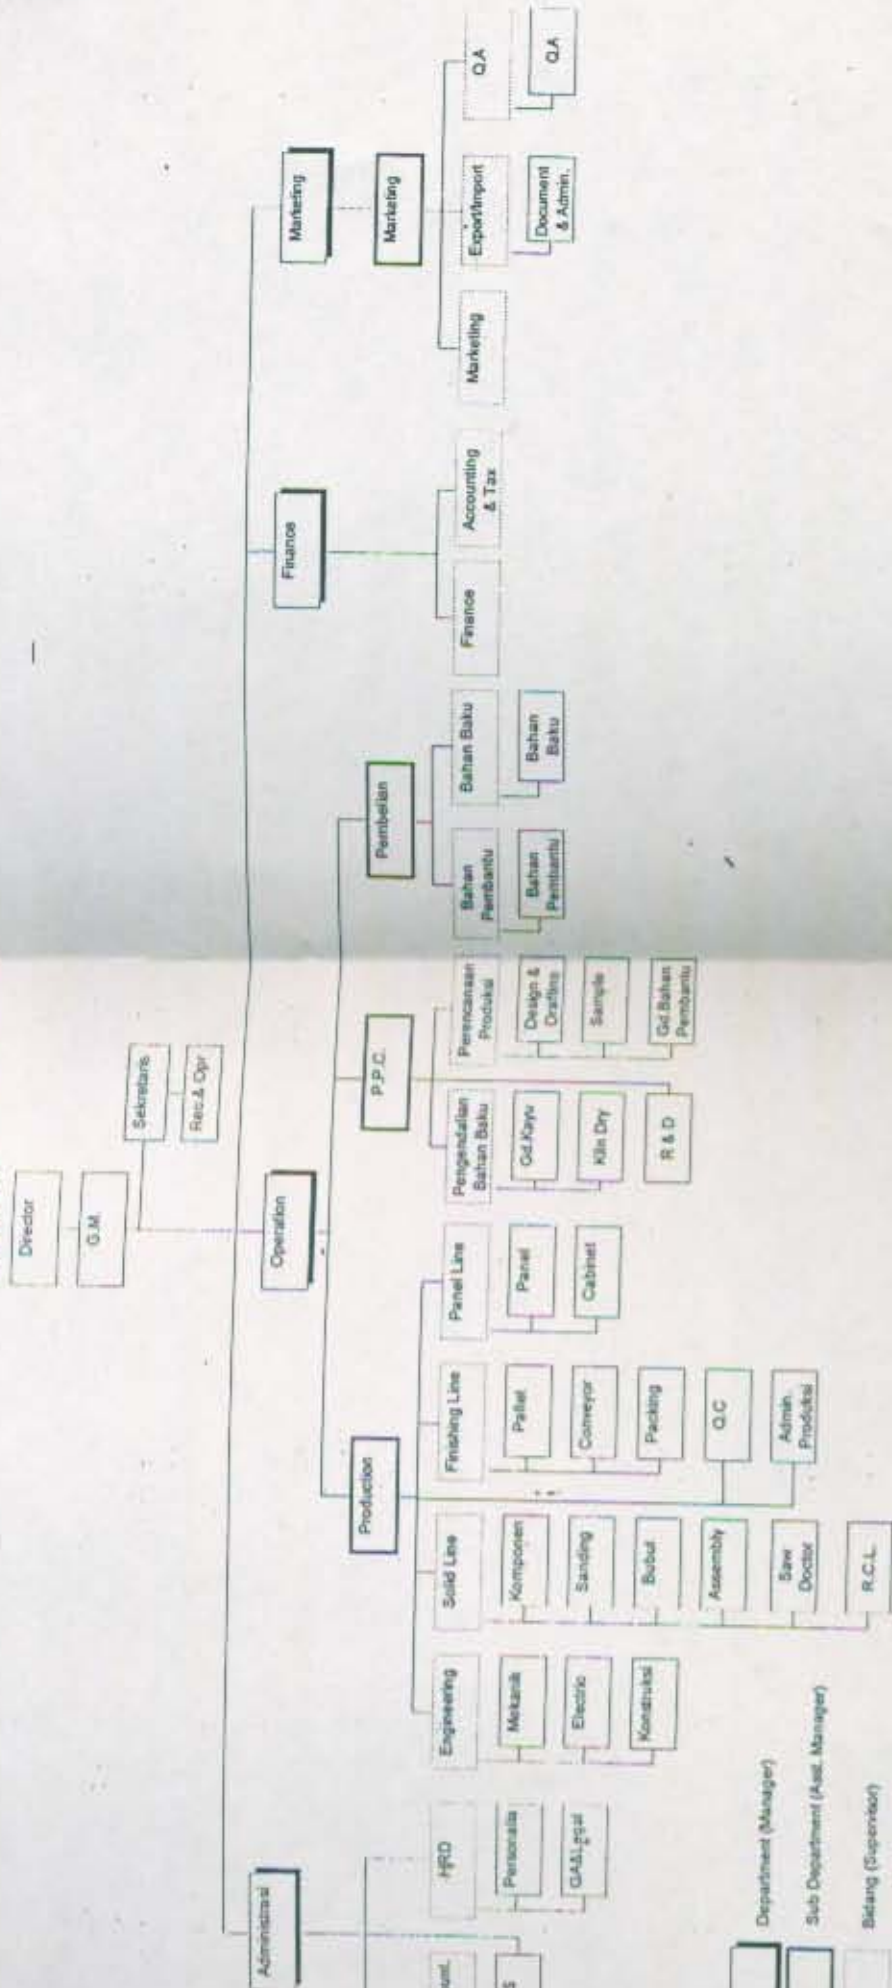 Director
G.M.
Sekretaris
Rec & Opr
Administrasi
Operation
Finance
Marketing
Production
P.P.C.
Pembelian
Marketing
HRD
Engineering
Solid Line
Finishing Line
Panel Line
Pengendalian
Bahan Baku
Perencanaan
Produksi
Bahan
Pembantu
Bahan Baku
Finance
Accounting
& Tax
Marketing
Export/Import
Q.A
Personalia
GA&Legal
Mekanik
Electric
Konstruksi
Komponen
Sanding
Bubut
Assembly
Saw
Doctor
R.C.L.
Pallet
Conveyor
Packing
Q.C
Admin.
Produksi
Panel
Cabinet
Gd.Kayu
Kiln Dry
R & D
Design &
Drafting
Sample
Gd.Bahan
Pembantu
Bahan
Pembantu
Bahan
Baku
Document
& Admin.
Q.A
Department (Manager)
Sub Department (Asst. Manager)
Bidang (Supervisor)